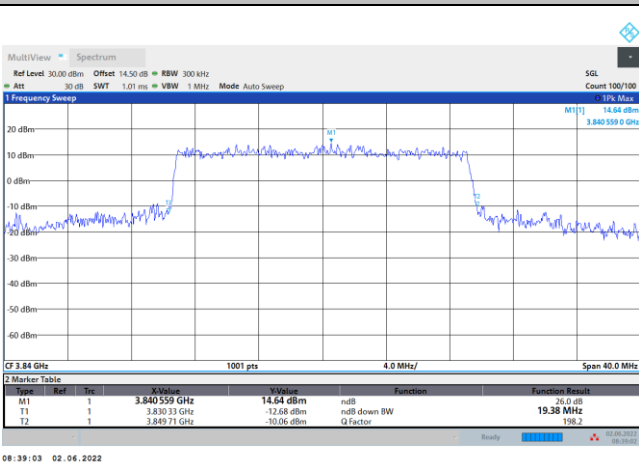 MultiView Spectrum
Ref Level 30.00 dBm Offset 14.50 dB RBW 300 kHz SGL
Att 30 dB SWT 1.01 ms VBW 1 MHz Mode Auto Sweep Count 100/100
1 Frequency Sweep 1Pk Max
M1[1] 14.64 dBm
3.840 559 0 GHz
M1
20 dBm
10 dBm
0 dBm
T1 T2
-10 dBm
-20 dBm
-30 dBm
-40 dBm
-50 dBm
-60 dBm
CF 3.84 GHz 1001 pts 4.0 MHz/ Span 40.0 MHz
2 Marker Table
Type Ref Trc X-Value Y-Value Function Function Result
M1 1 3.840 559 GHz 14.64 dBm ndB 26.0 dB
T1 1 3.830 33 GHz -12.68 dBm ndB down BW 19.38 MHz
T2 1 3.849 71 GHz -10.06 dBm Q Factor 198.2
Ready 02.06.2022
08:39:02
08:39:03 02.06.2022